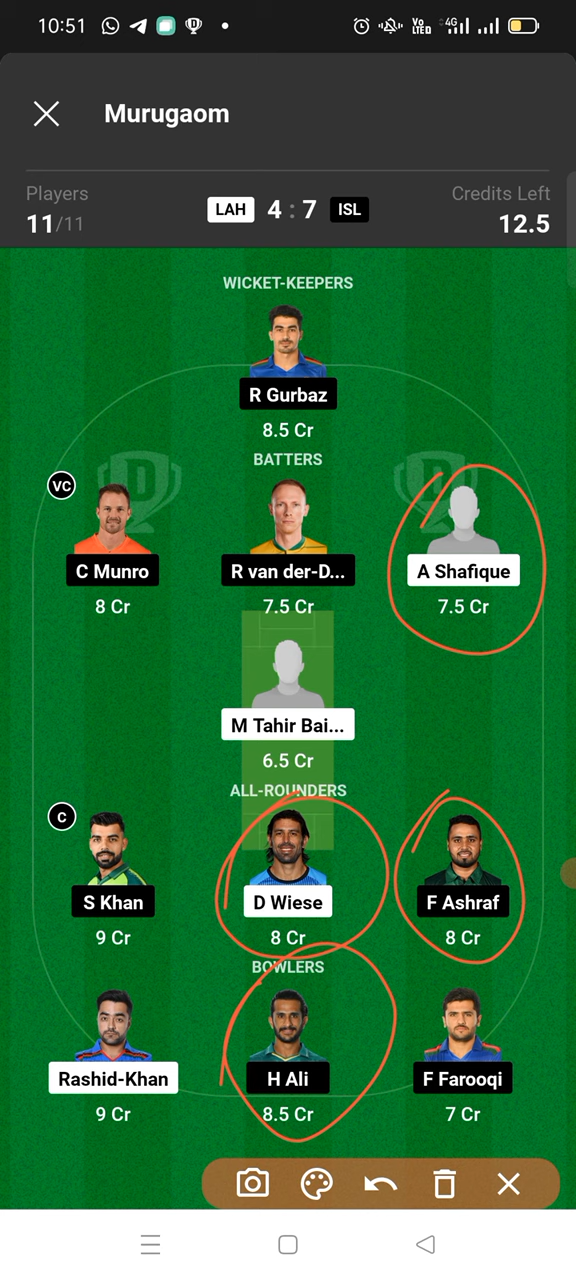 10:51 Vo LTED 4G
Murugaom
Players Credits Left
11/11 LAH 4 : 7 ISL 12.5
WICKET-KEEPERS
R Gurbaz
8.5 Cr
BATTERS
VC
C Munro R van der-D... A Shafique
8 Cr 7.5 Cr 7.5 Cr
M Tahir Bai...
6.5 Cr
ALL-ROUNDERS
C
S Khan D Wiese F Ashraf
9 Cr 8 Cr 8 Cr
BOWLERS
Rashid-Khan H Ali F Farooqi
9 Cr 8.5 Cr 7 Cr